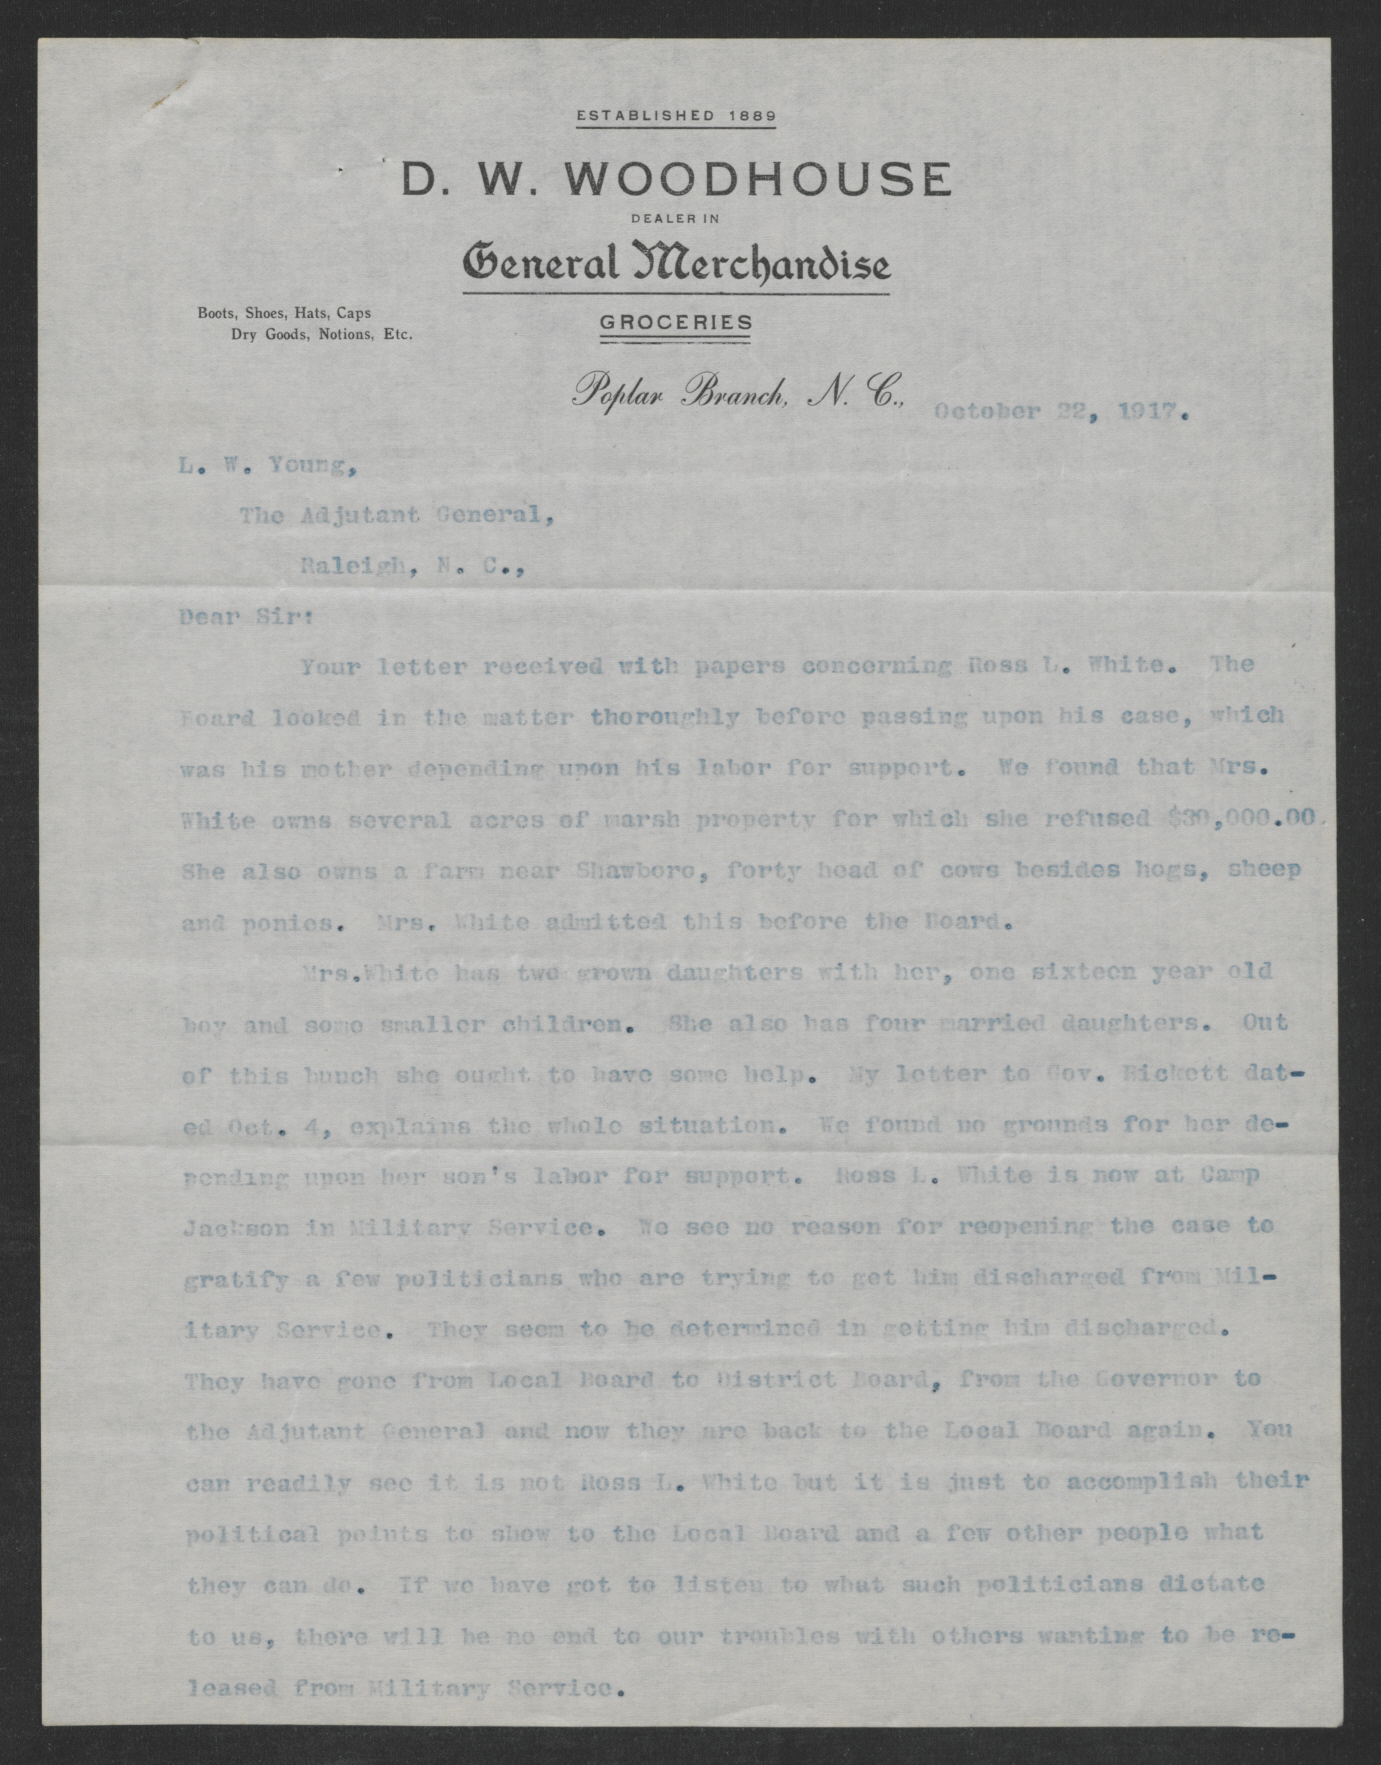 ESTABLISHED 1889
D. W. WOODHOUSE
DEALER IN
General Merchandise
Boots, Shoes, Hats, Caps
Dry Goods, Notions, Etc.
GROCERIES
Poplar Branch, N. C., October 22, 1917.
L. W. Young,
The Adjutant General,
Raleigh, N. C.,
Dear Sir:
Your letter received with papers concerning Ross L. White. The
Board looked in the matter thoroughly before passing upon his case, which
was his mother depending upon his labor for support. We found that Mrs.
White owns several acres of marsh property for which she refused $30,000.00.
She also owns a farm near Shawboro, forty head of cows besides hogs, sheep
and ponies. Mrs. White admitted this before the Board.
Mrs.White has two grown daughters with her, one sixteen year old
boy and some smaller children. She also has four married daughters. Out
of this bunch she ought to have some help. My letter to Gov. Bickett dat-
ed Oct. 4, explains the whole situation. We found no grounds for her de-
pending upon her son's labor for support. Ross L. White is now at Camp
Jackson in Military Service. We see no reason for reopening the case to
gratify a few politicians who are trying to get him discharged from Mil-
itary Service. They seem to be determined in getting him discharged.
They have gone from Local Board to District Board, from the Governor to
the Adjutant General and now they are back to the Local Board again. You
can readily see it is not Ross L. White but it is just to accomplish their
political points to show to the Local Board and a few other people what
they can do. If we have got to listen to what such politicians dictate
to us, there will be no end to our troubles with others wanting to be re-
leased from Military Service.